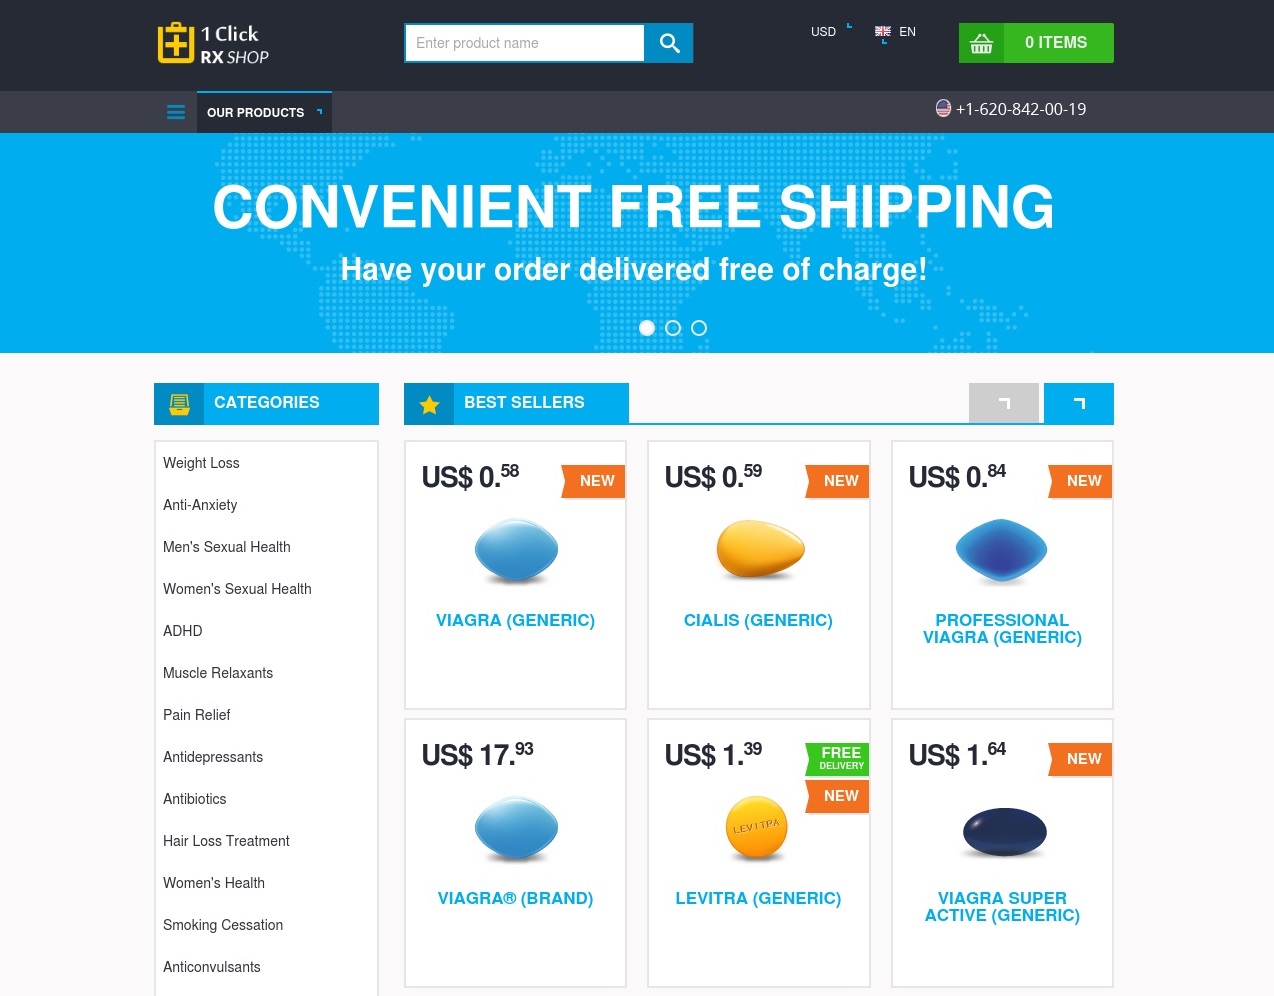 1 Click
RX SHOP
Enter product name
USD
EN
0 ITEMS
OUR PRODUCTS
+1-620-842-00-19
CONVENIENT FREE SHIPPING
Have your order delivered free of charge!
CATEGORIES
Weight Loss
Anti-Anxiety
Men's Sexual Health
Women's Sexual Health
ADHD
Muscle Relaxants
Pain Relief
Antidepressants
Antibiotics
Hair Loss Treatment
Women's Health
Smoking Cessation
Anticonvulsants
BEST SELLERS
US$ 0.58
NEW
VIAGRA (GENERIC)
US$ 0.59
NEW
CIALIS (GENERIC)
US$ 0.84
NEW
PROFESSIONAL
VIAGRA (GENERIC)
US$ 17.93
VIAGRA® (BRAND)
US$ 1.39
FREE
DELIVERY
NEW
LEVITRA
LEVITRA (GENERIC)
US$ 1.64
NEW
VIAGRA SUPER
ACTIVE (GENERIC)